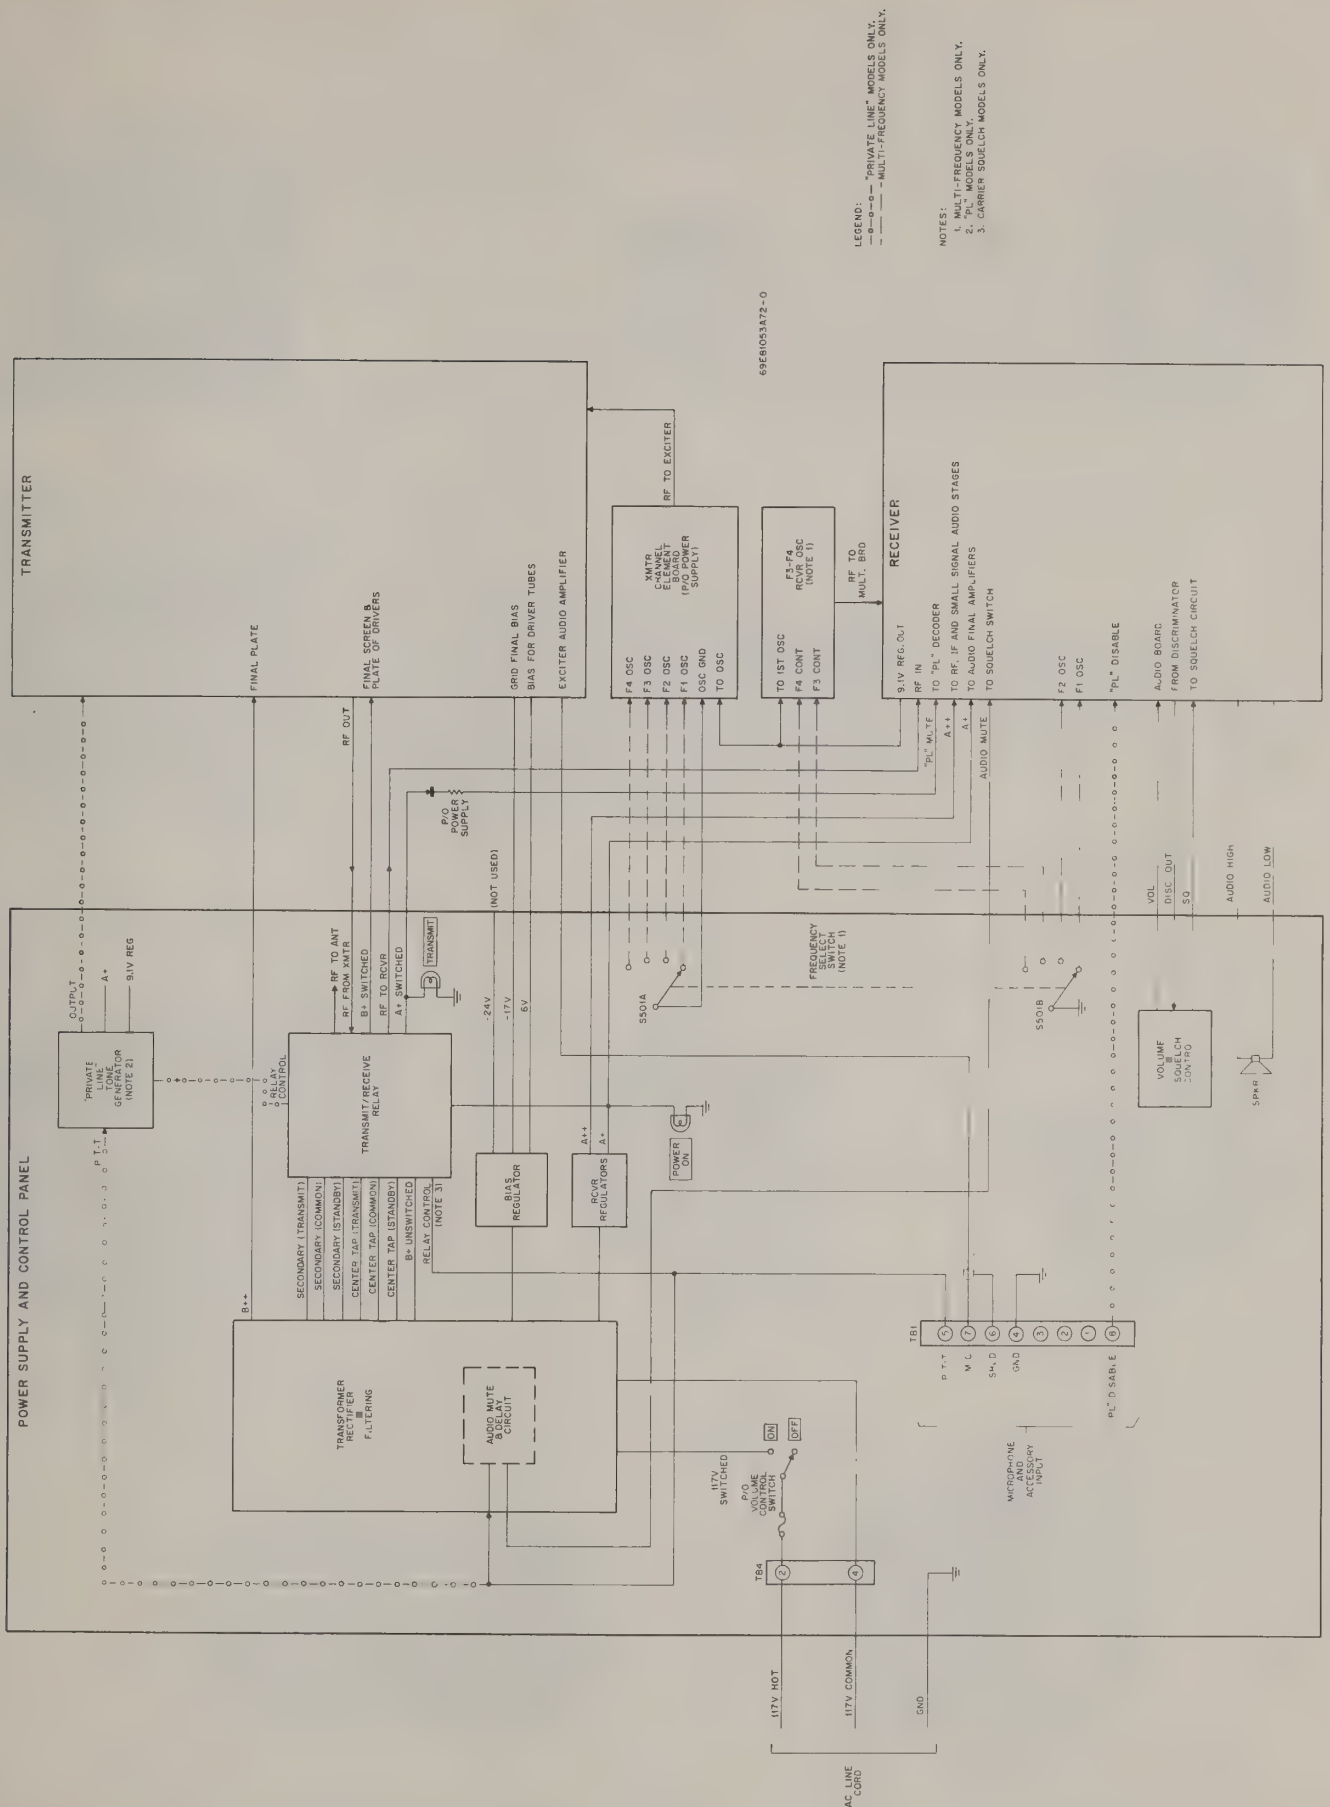 POWER SUPPLY AND CONTROL PANEL
"PRIVATE
LINE"
TONE
GENERATOR
(NOTE 2)
P.T.T
OUTPUT
A+
9.1V REG
RELAY
CONTROL
TRANSMIT/RECEIVE
RELAY
RF TO ANT
RF FROM XMTR
B+ SWITCHED
RF TO RCVR
A+ SWITCHED
TRANSMIT
B++
SECONDARY (TRANSMIT)
SECONDARY (COMMON)
SECONDARY (STANDBY)
CENTER TAP (TRANSMIT)
CENTER TAP (COMMON)
CENTER TAP (STANDBY)
B+ UNSWITCHED
RELAY CONTROL
(NOTE 3)
TRANSFORMER
RECTIFIER
&
FILTERING
AUDIO MUTE
& DELAY
CIRCUIT
BIAS
REGULATOR
-24V
-17V
6V
(NOT USED)
RCVR
REGULATORS
A++
A+
POWER
ON
117V
SWITCHED
P/O
VOLUME
CONTROL
SWITCH
ON
OFF
TB4
2
4
117V HOT
117V COMMON
GND
AC LINE
CORD
S501A
FREQUENCY
SELECT
SWITCH
(NOTE 1)
S501B
TB1
5
7
6
4
3
2
1
8
P.T.T
GND
MICROPHONE
AND
ACCESSORY
INPUT
VOLUME
&
SQUELCH
CONTRO
SPKR
VOL
DISC OUT
SQ
AUDIO HIGH
AUDIO LOW
TRANSMITTER
FINAL PLATE
FINAL SCREEN &
PLATE OF DRIVERS
RF OUT
GRID FINAL BIAS
BIAS FOR DRIVER TUBES
EXCITER AUDIO AMPLIFIER
P/O
POWER
SUPPLY
XMTR
CHANNEL
ELEMENT
BOARD
(P/O POWER
SUPPLY)
F4 OSC
F3 OSC
F2 OSC
F1 OSC
OSC GND
TO OSC
RF TO EXCITER
F3-F4
RCVR OSC
(NOTE 1)
TO 1ST OSC
F4 CONT
F3 CONT
RF TO
MULT. BRD
RECEIVER
9.1V REG. OUT
RF IN
TO "PL" DECODER
TO RF, IF AND SMALL SIGNAL AUDIO STAGES
TO AUDIO FINAL AMPLIFIERS
TO SQUELCH SWITCH
"PL" MUTE
A++
A+
AUDIO MUTE
F2 OSC
F1 OSC
"PL" DISABLE
AUDIO BOARD
FROM DISCRIMINATOR
TO SQUELCH CIRCUIT
69E81053A72-O
LEGEND:
"PRIVATE LINE" MODELS ONLY.
MULTI-FREQUENCY MODELS ONLY.
NOTES:
1. MULTI-FREQUENCY MODELS ONLY.
2. "PL" MODELS ONLY.
3. CARRIER SQUELCH MODELS ONLY.